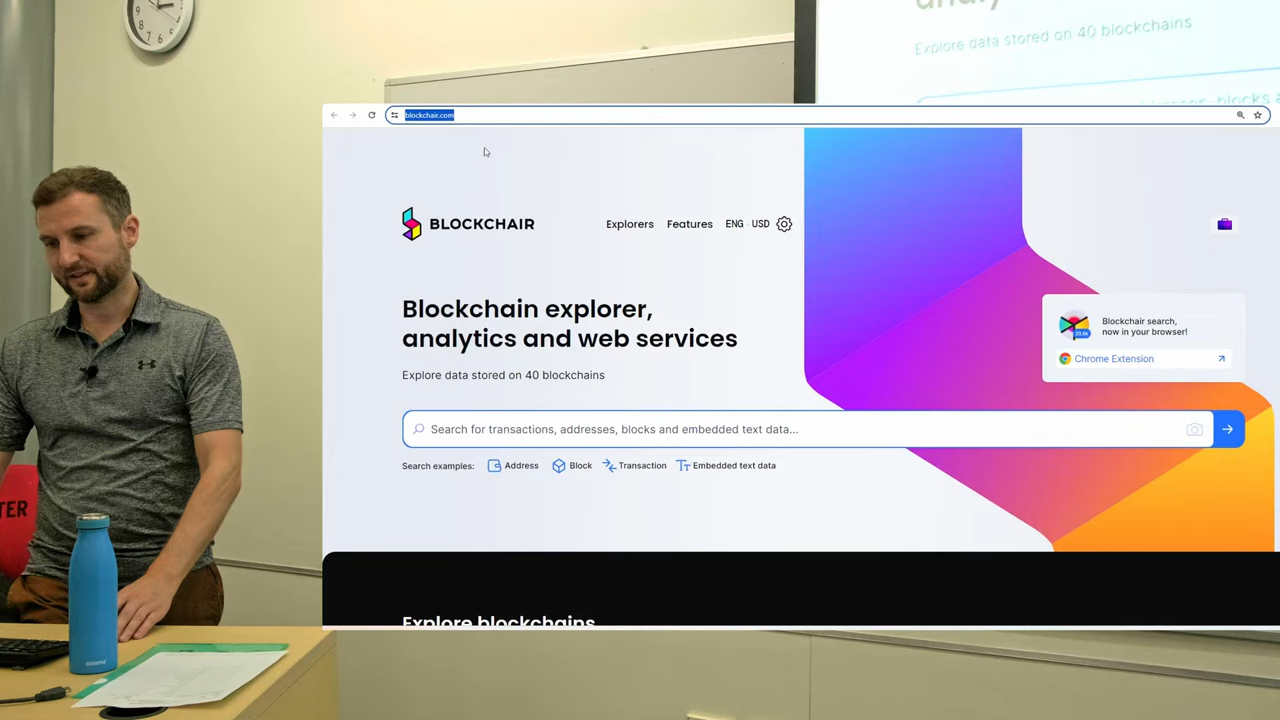 Explore data stored on 40 blockchains
blockchair.com
BLOCKCHAIR
Explorers
Features
ENG
USD
Blockchain explorer,
analytics and web services
Explore data stored on 40 blockchains
Blockchair search,
now in your browser!
Chrome Extension
Search for transactions, addresses, blocks and embedded text data...
Search examples:
Address
Block
Transaction
Embedded text data
Explore blockchains
TER
sistema